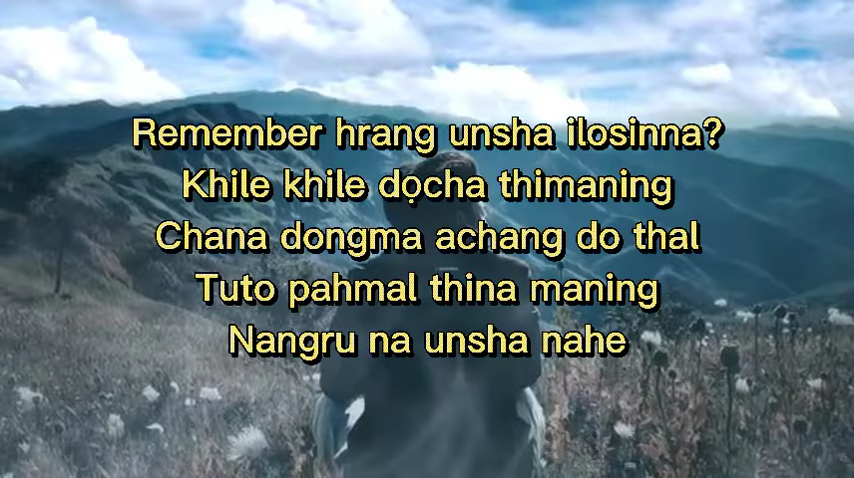 Remember hrang unsha ilosinna?
Khile khile dọcha thimaning
Chana dongma achang do thal
Tuto pahmal thina maning
Nangru na unsha nahe